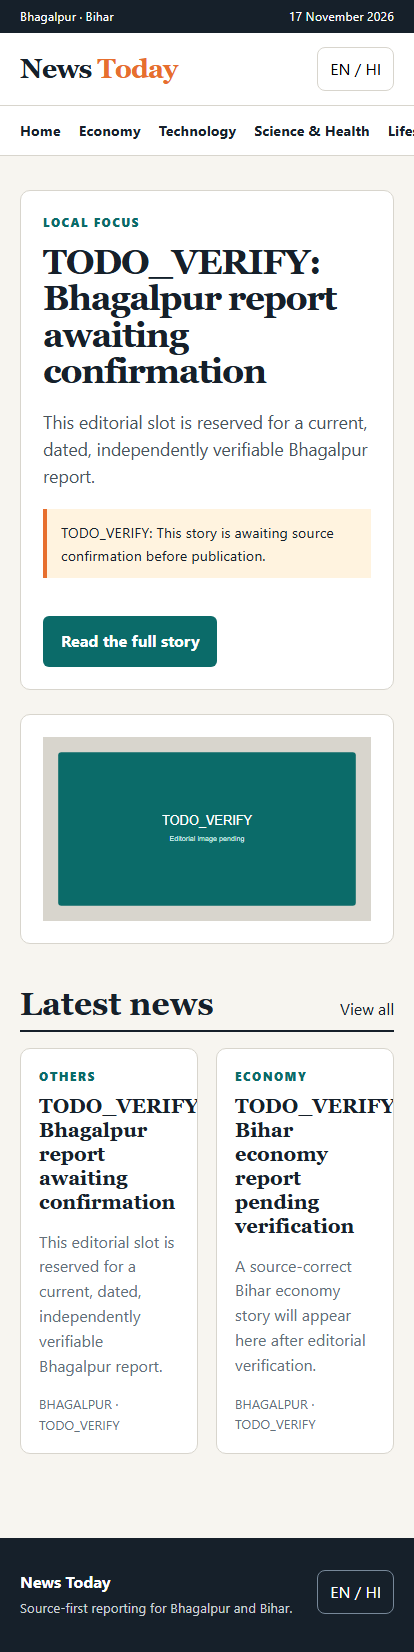 Bhagalpur · Bihar
17 November 2026
News Today
EN / HI
Home Economy Technology Science & Health
LOCAL FOCUS
TODO_VERIFY:
Bhagalpur report
awaiting
confirmation
This editorial slot is reserved for a current,
dated, independently verifiable Bhagalpur
report.
TODO_VERIFY: This story is awaiting source
confirmation before publication.
Read the full story
TODO_VERIFY
Editorial image pending
Latest news
View all
OTHERS
TODO_VERIFY
Bhagalpur
report
awaiting
confirmation
This editorial slot is
reserved for a
current, dated,
independently
verifiable
Bhagalpur report.
BHAGALPUR ·
TODO_VERIFY
ECONOMY
TODO_VERIFY
Bihar
economy
report
pending
verification
A source-correct
Bihar economy
story will appear
here after editorial
verification.
BHAGALPUR ·
TODO_VERIFY
News Today
Source-first reporting for Bhagalpur and Bihar.
EN / HI